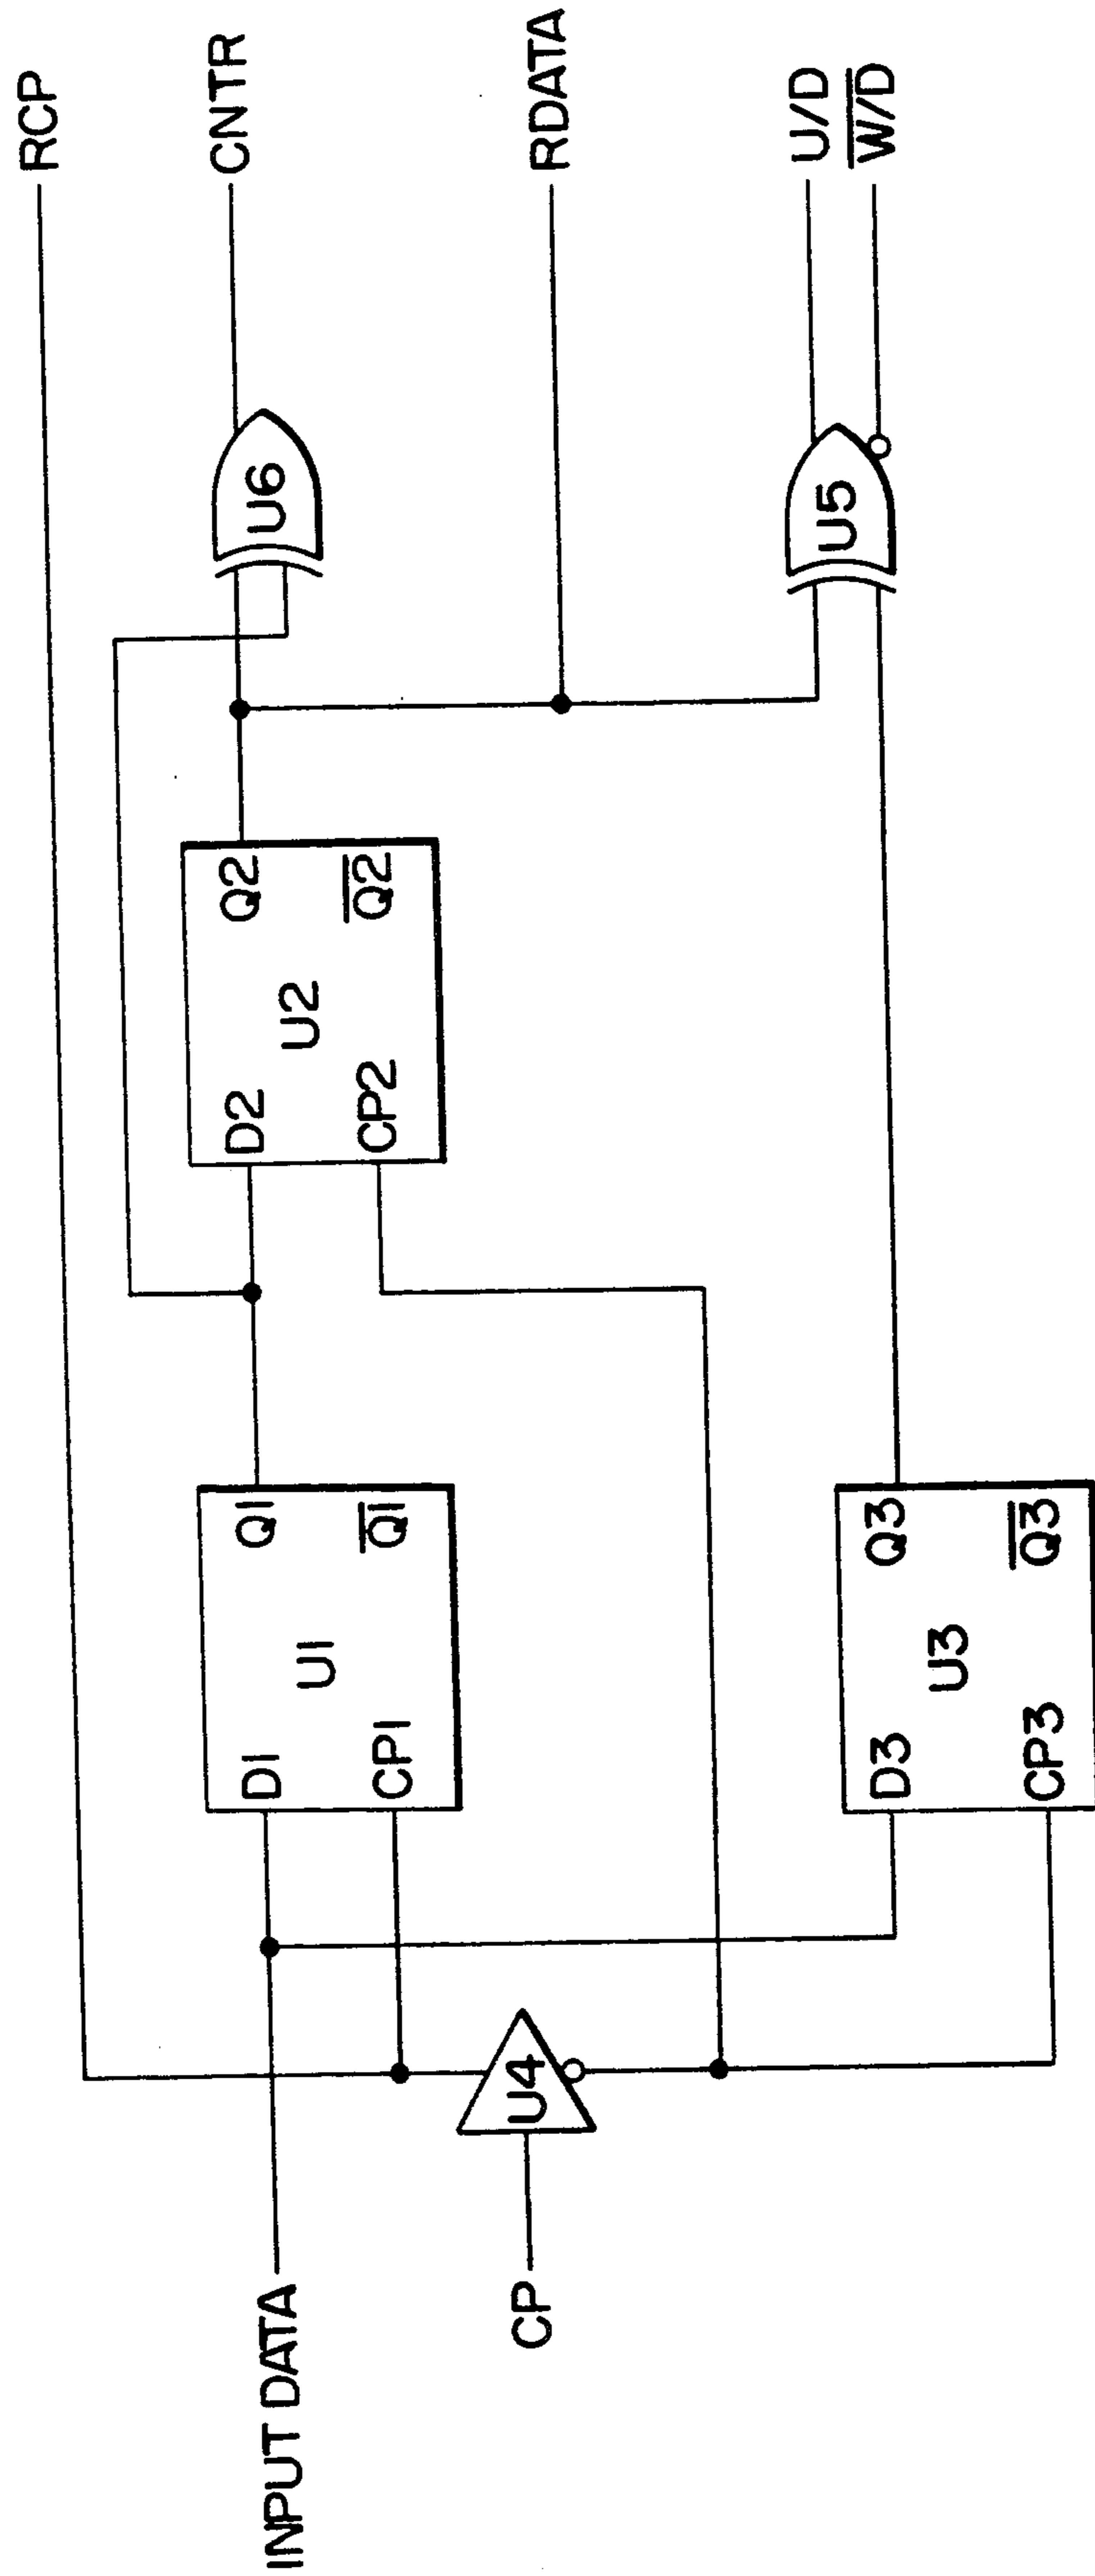 RCP
CNTR
RDATA
U/D
W/D
U6
U5
D1
Q1
U1
CP1
Q1
D2
Q2
U2
CP2
Q2
D3
Q3
U3
CP3
Q3
U4
INPUT DATA
CP